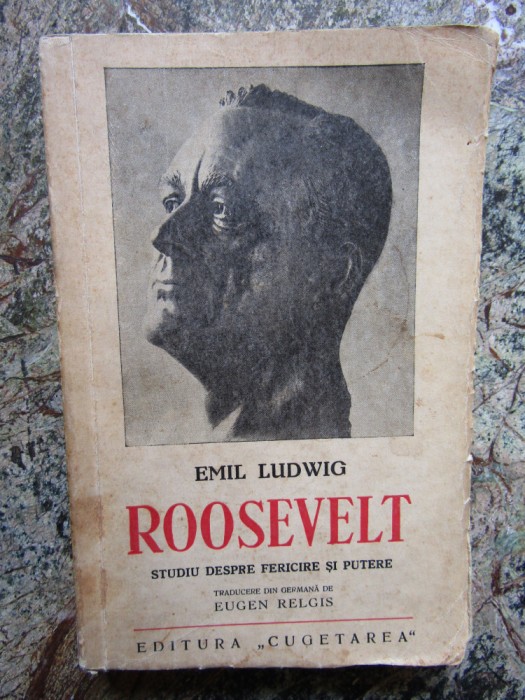 EMIL LUDWIG
ROOSEVELT
STUDIU DESPRE FERICIRE ȘI PUTERE
TRADUCERE DIN GERMANĂ DE
EUGEN RELGIS
EDITURA „CUGETAREA“